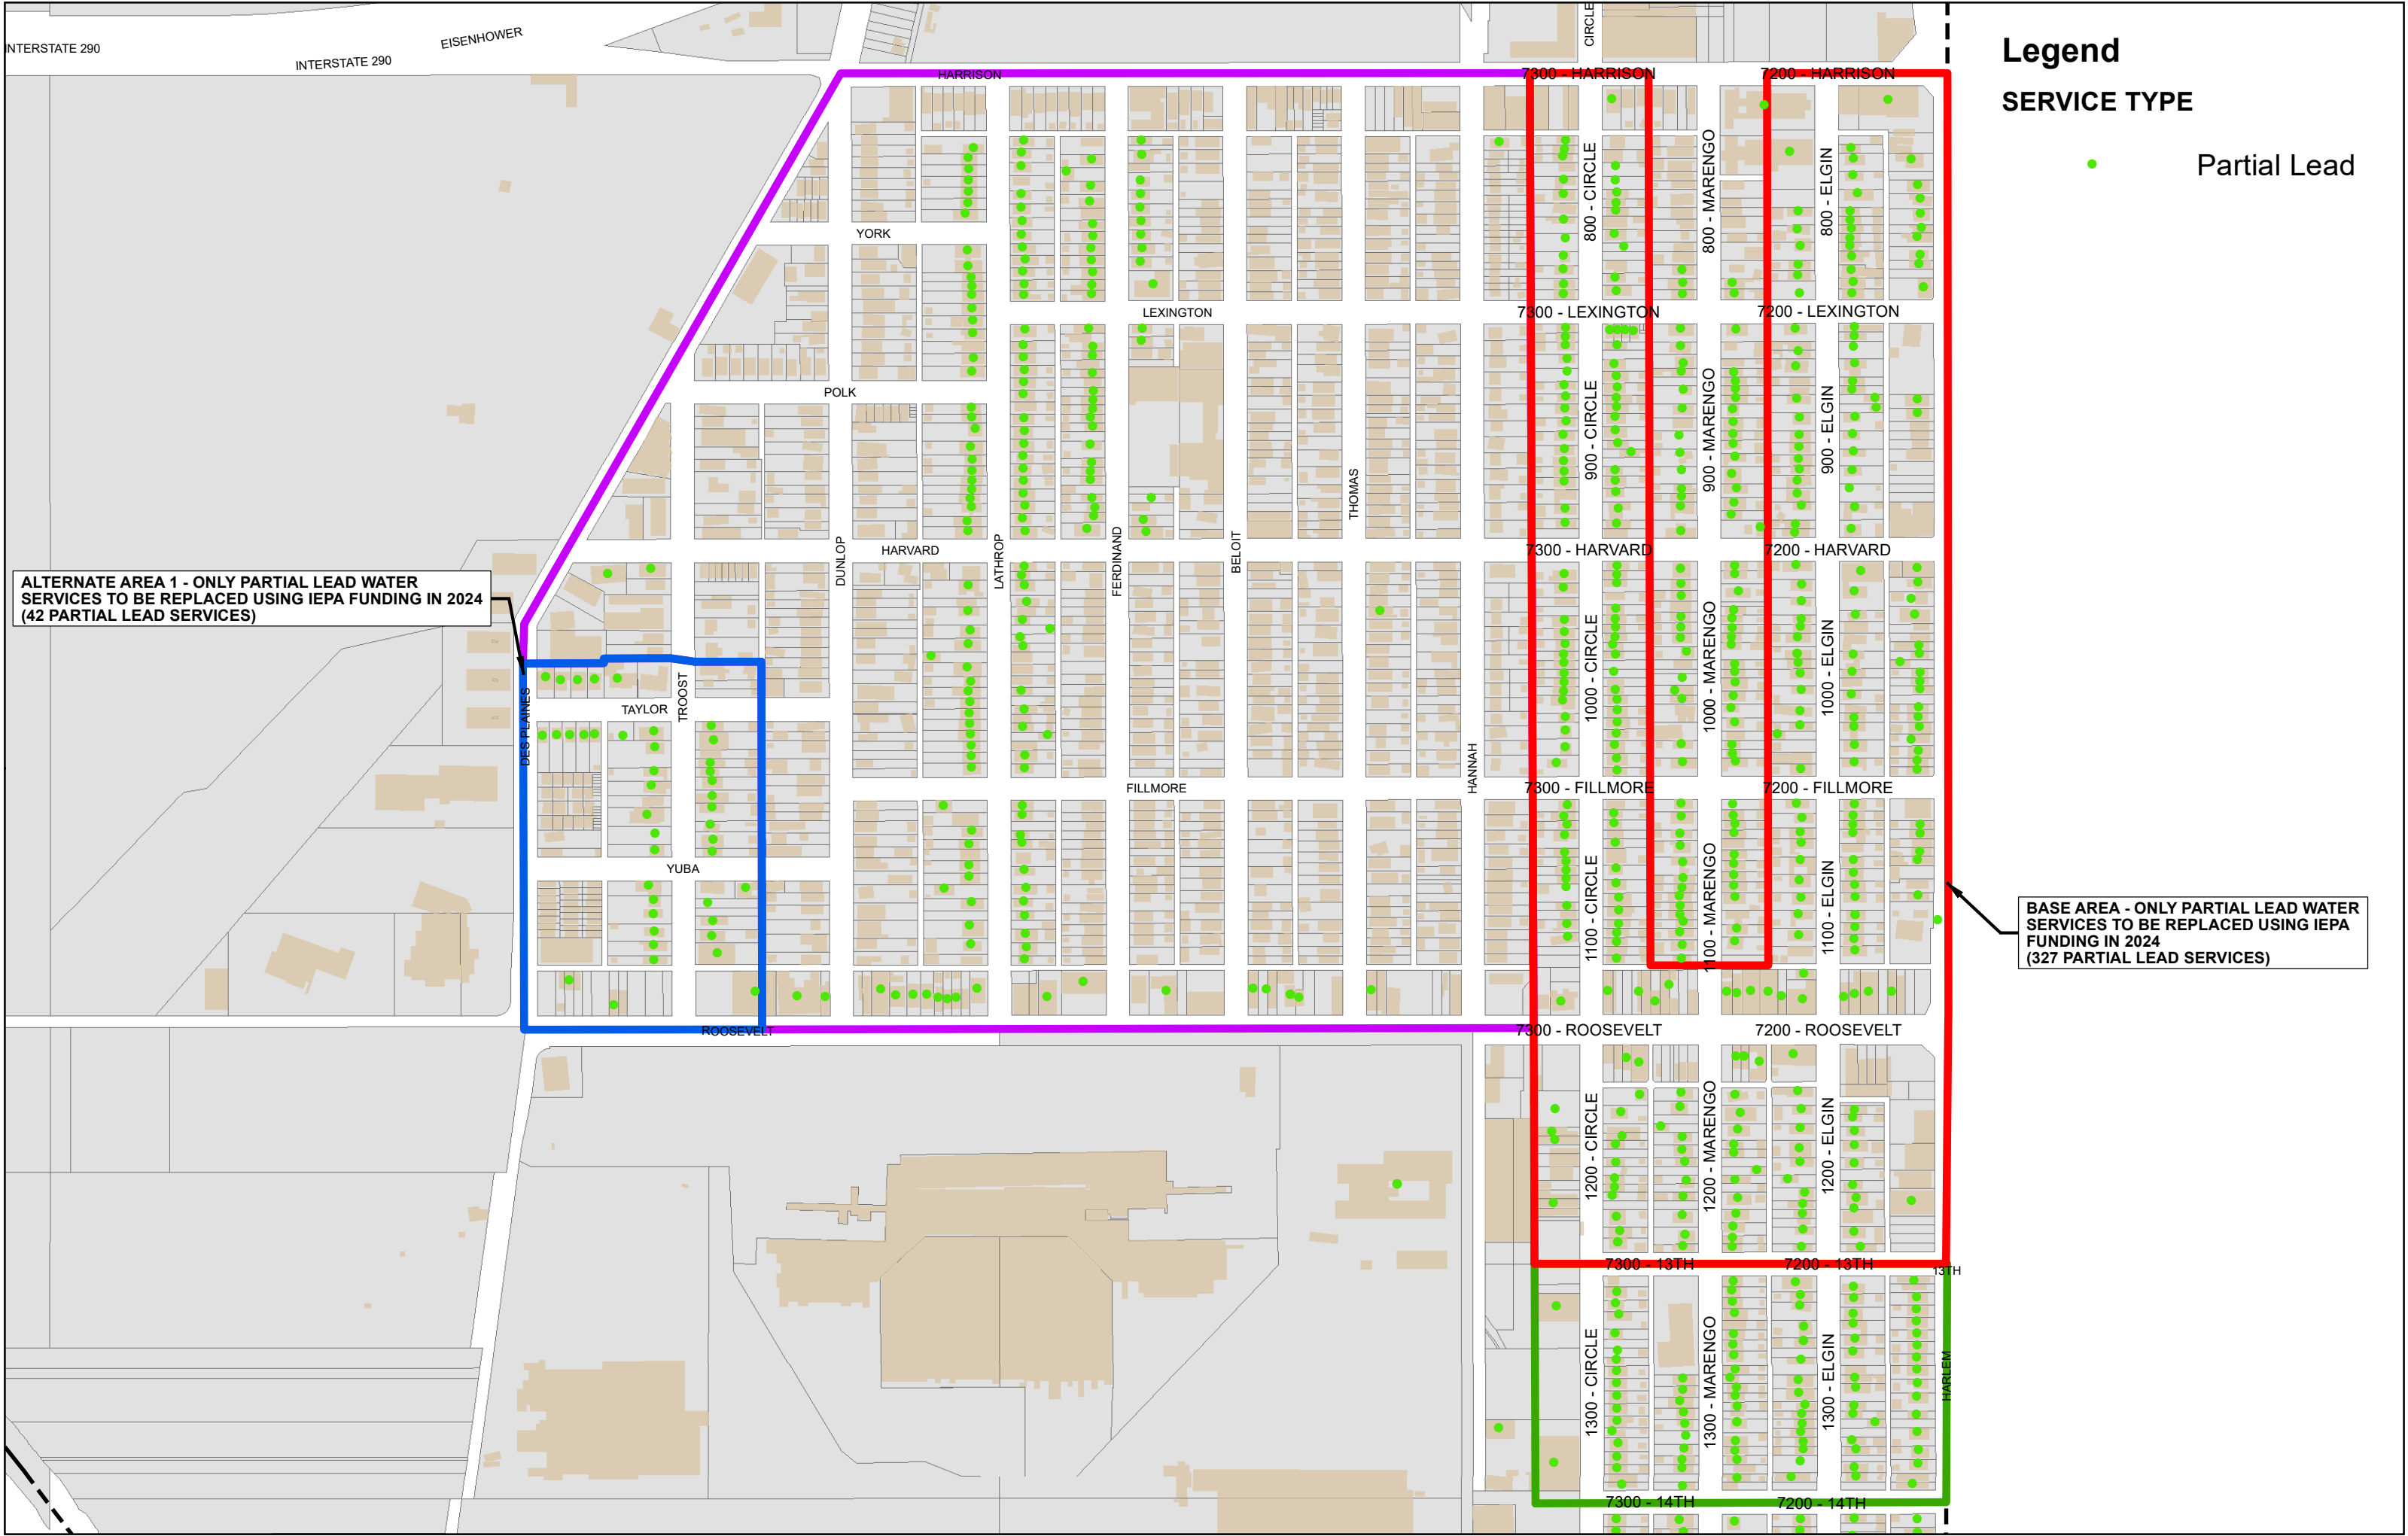 INTERSTATE 290
INTERSTATE 290
EISENHOWER
CIRCLE
Legend
SERVICE TYPE
Partial Lead
HARRISON
7300 - HARRISON
7200 - HARRISON
800 - CIRCLE
800 - MARENGO
800 - ELGIN
YORK
LEXINGTON
7300 - LEXINGTON
7200 - LEXINGTON
POLK
900 - CIRCLE
900 - MARENGO
900 - ELGIN
THOMAS
HARVARD
DUNLOP
LATHROP
FERDINAND
BELOIT
7300 - HARVARD
7200 - HARVARD
ALTERNATE AREA 1 - ONLY PARTIAL LEAD WATER
SERVICES TO BE REPLACED USING IEPA FUNDING IN 2024
(42 PARTIAL LEAD SERVICES)
1000 - CIRCLE
1000 - MARENGO
1000 - ELGIN
DES PLAINES
TAYLOR
TROOST
HANNAH
FILLMORE
7300 - FILLMORE
7200 - FILLMORE
YUBA
1100 - CIRCLE
1100 - MARENGO
1100 - ELGIN
BASE AREA - ONLY PARTIAL LEAD WATER
SERVICES TO BE REPLACED USING IEPA
FUNDING IN 2024
(327 PARTIAL LEAD SERVICES)
ROOSEVELT
7300 - ROOSEVELT
7200 - ROOSEVELT
1200 - CIRCLE
1200 - MARENGO
1200 - ELGIN
7300 - 13TH
7200 - 13TH
13TH
1300 - CIRCLE
1300 - MARENGO
1300 - ELGIN
HARLEM
7300 - 14TH
7200 - 14TH